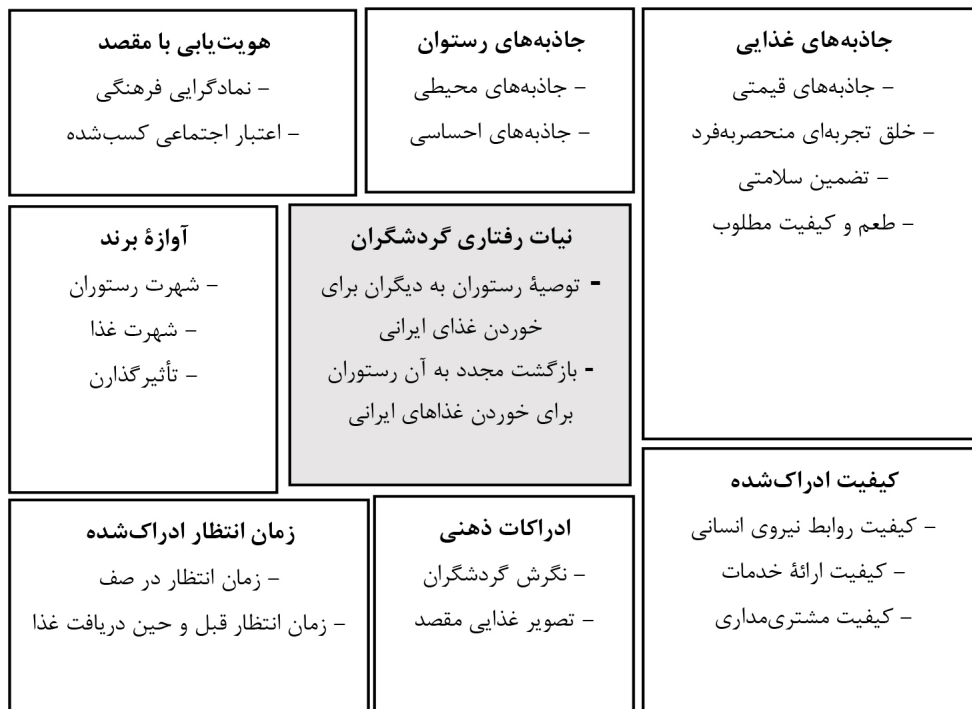 جاذبه‌های غذایی
– جاذبه‌های قیمتی
– خلق تجربه‌ای منحصربه‌فرد
– تضمین سلامتی
– طعم و کیفیت مطلوب
جاذبه‌های رستوان
– جاذبه‌های محیطی
– جاذبه‌های احساسی
هویت‌یابی با مقصد
– نمادگرایی فرهنگی
– اعتبار اجتماعی کسب‌شده
نیات رفتاری گردشگران
- توصیۀ رستوران به دیگران برای
خوردن غذای ایرانی
- بازگشت مجدد به آن رستوران
برای خوردن غذاهای ایرانی
آوازۀ برند
– شهرت رستوران
– شهرت غذا
– تأثیرگذارن
کیفیت ادراک‌شده
– کیفیت روابط نیروی انسانی
– کیفیت ارائۀ خدمات
– کیفیت مشتری‌مداری
ادراکات ذهنی
– نگرش گردشگران
– تصویر غذایی مقصد
زمان انتظار ادراک‌شده
– زمان انتظار در صف
– زمان انتظار قبل و حین دریافت غذا